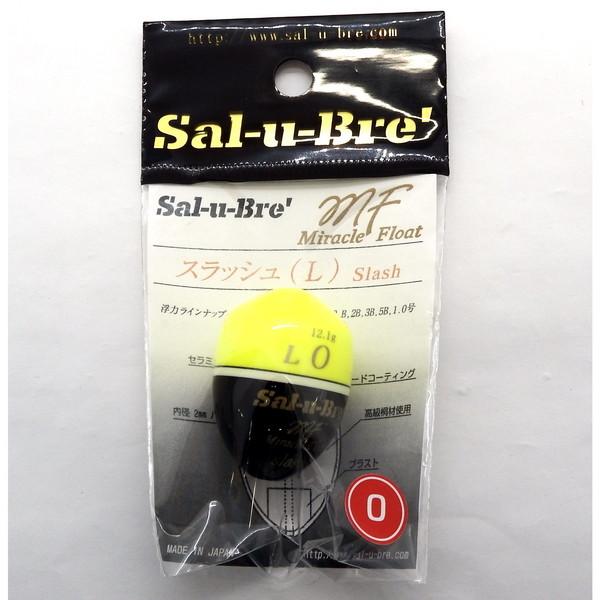 http://www.sal-u-bre.com
Sal-u-Bre'
Sal-u-Bre'
MF
Miracle Float
スラッシュ(L) Slash
浮力ラインナップ
B,2B,3B,5B,1.0号
12.1g
L 0
セラミ
ードコーティング
Sal-u-Bre'
MF
内径 2mm
高級桐材使用
ブラスト
0
MADE IN JAPAN
http://www.sal-u-bre.com